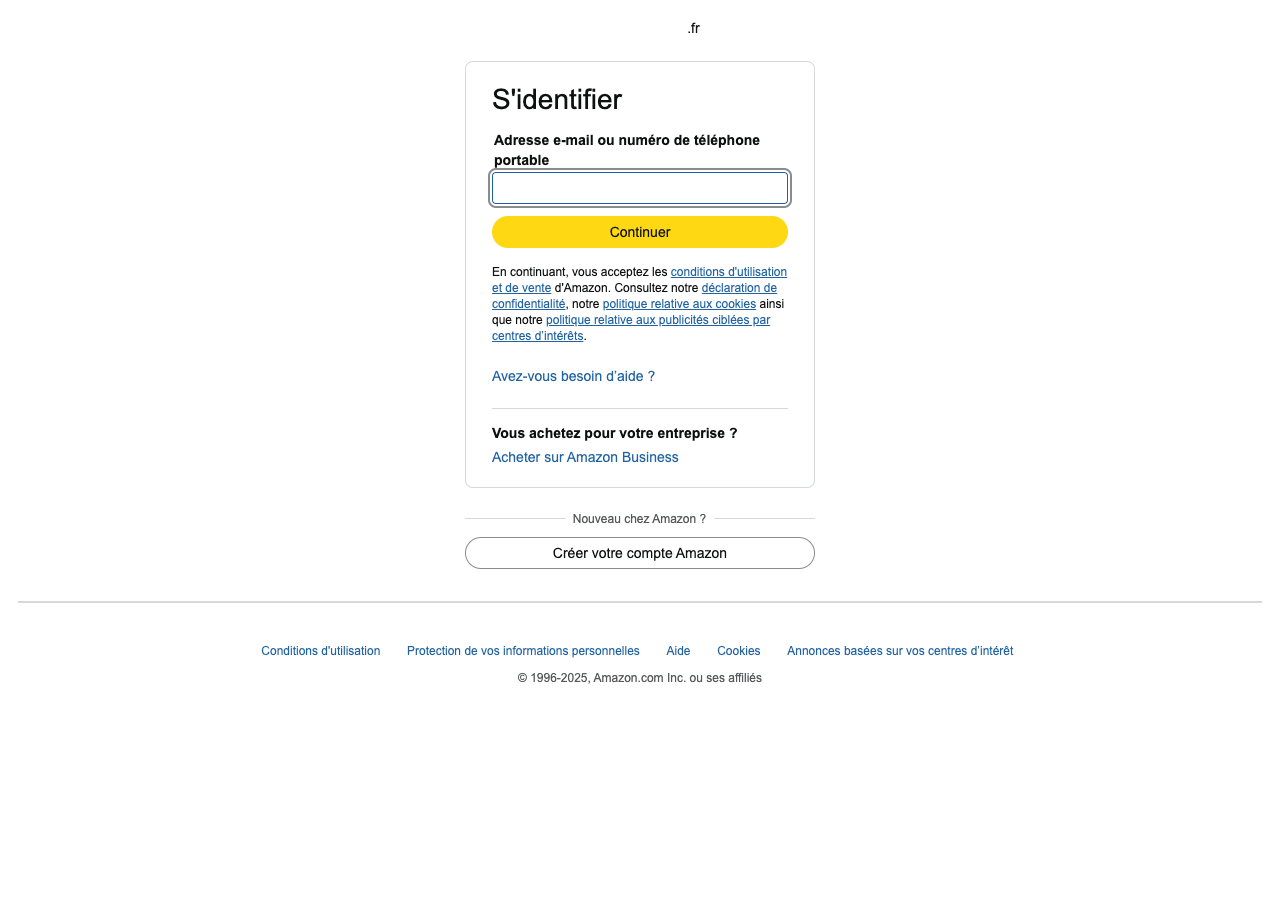 .fr
S'identifier
Adresse e-mail ou numéro de téléphone
portable
Continuer
En continuant, vous acceptez les conditions d'utilisation
et de vente d'Amazon. Consultez notre déclaration de
confidentialité, notre politique relative aux cookies ainsi
que notre politique relative aux publicités ciblées par
centres d’intérêts.
Avez-vous besoin d’aide ?
Vous achetez pour votre entreprise ?
Acheter sur Amazon Business
Nouveau chez Amazon ?
Créer votre compte Amazon
Conditions d'utilisation Protection de vos informations personnelles Aide Cookies Annonces basées sur vos centres d’intérêt
© 1996-2025, Amazon.com Inc. ou ses affiliés